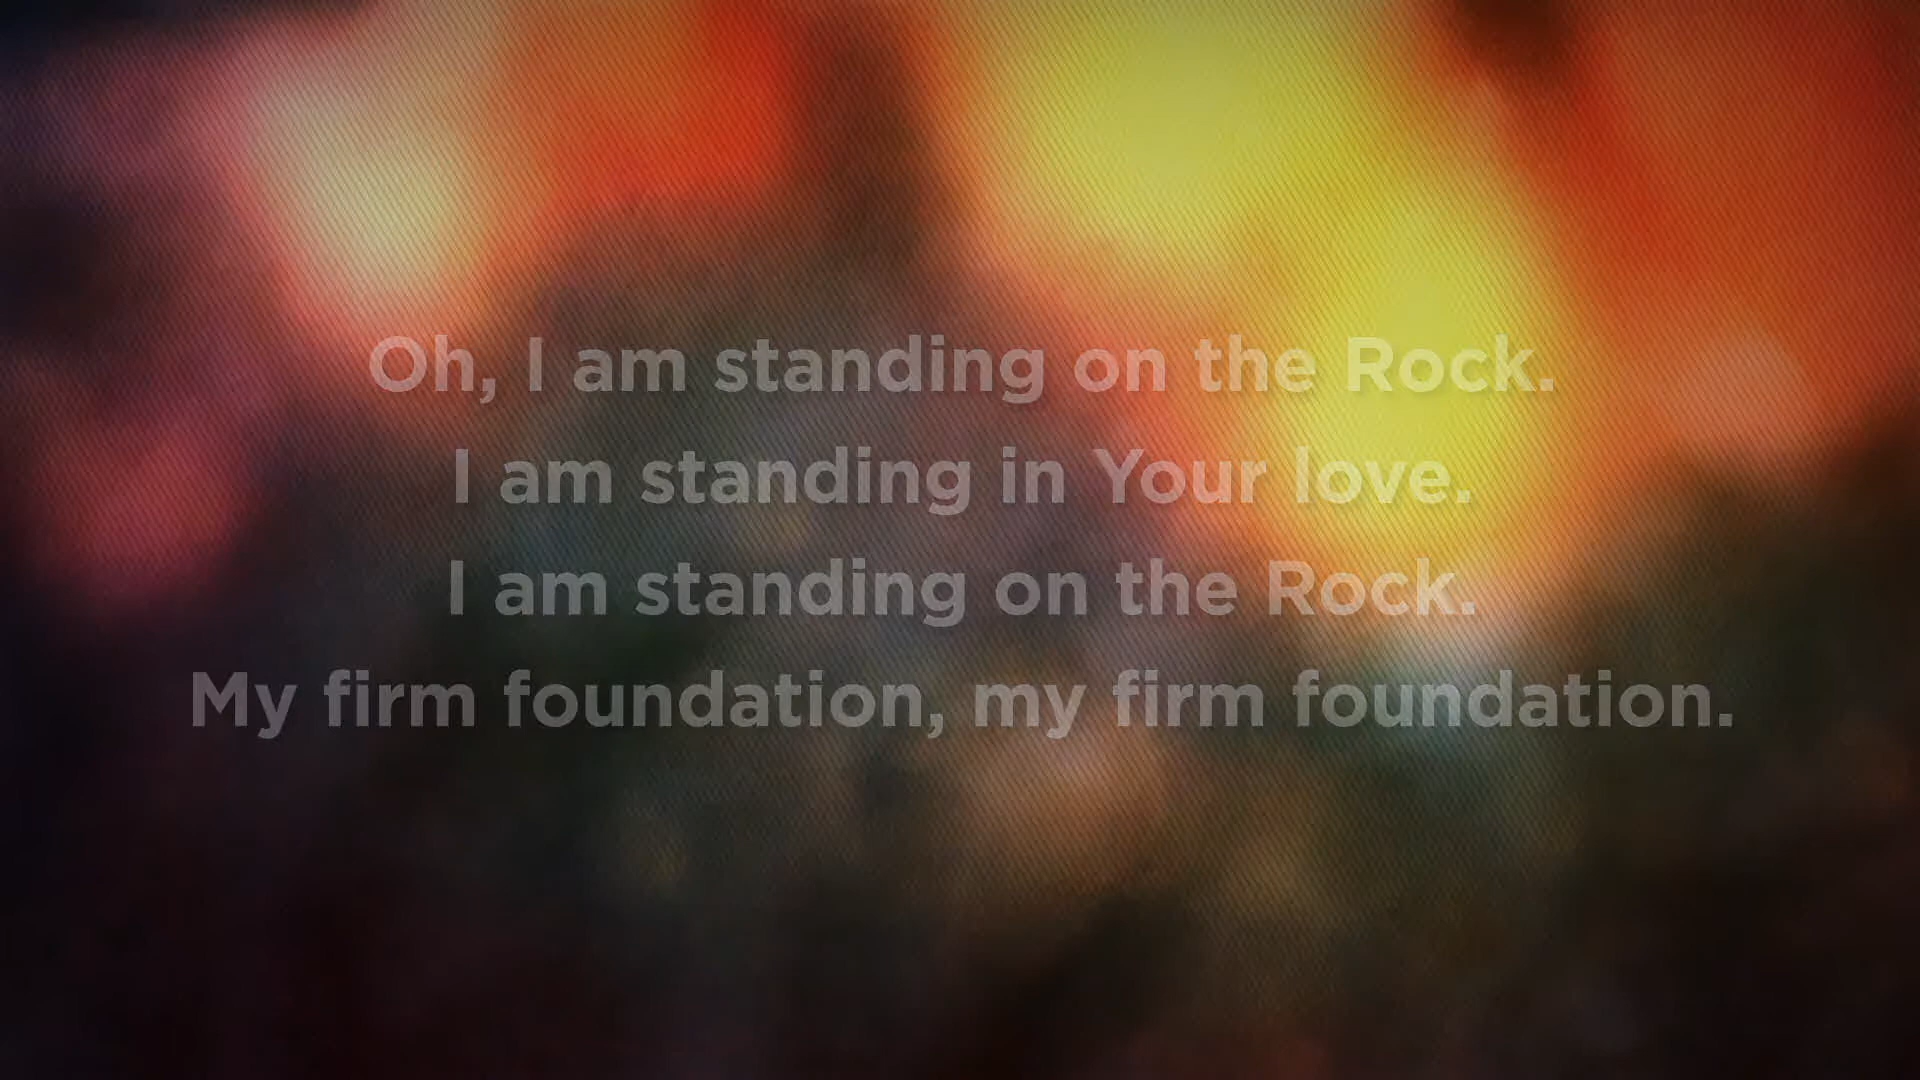 Oh, I am standing on the Rock.
I am standing in Your love.
I am standing on the Rock.
My firm foundation, my firm foundation.